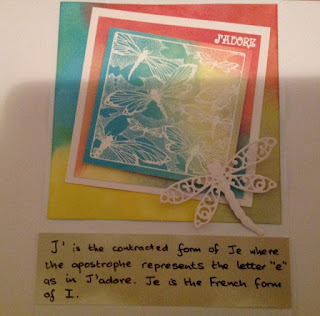 J'ADORE
J' is the contracted form of Je where
the apostrophe represents the letter "e"
as in J'adore. Je is the French form
of I.